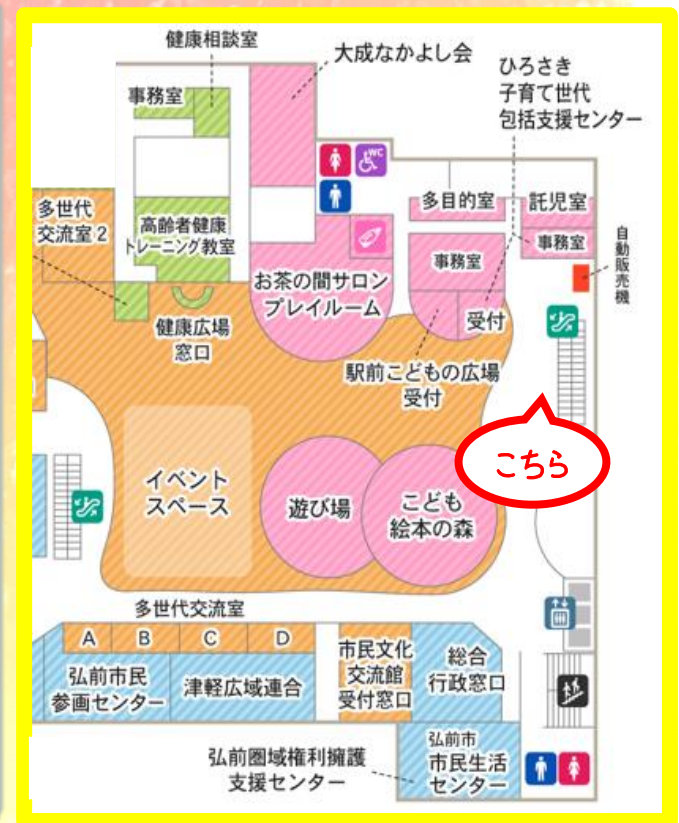 健康相談室
大成なかよし会
ひろさき
子育て世代
包括支援センター
事務室
WC
多目的室
託児室
多世代
交流室2
高齢者健康
トレーニング教室
事務室
事務室
自動販売機
お茶の間サロン
プレイルーム
受付
健康広場
窓口
駅前こどもの広場
受付
こちら
イベント
スペース
遊び場
こども
絵本の森
多世代交流室
A B C D
弘前市民
参画センター
津軽広域連合
市民文化
交流館
受付窓口
総合
行政窓口
弘前圏域権利擁護
支援センター
弘前市
市民生活
センター